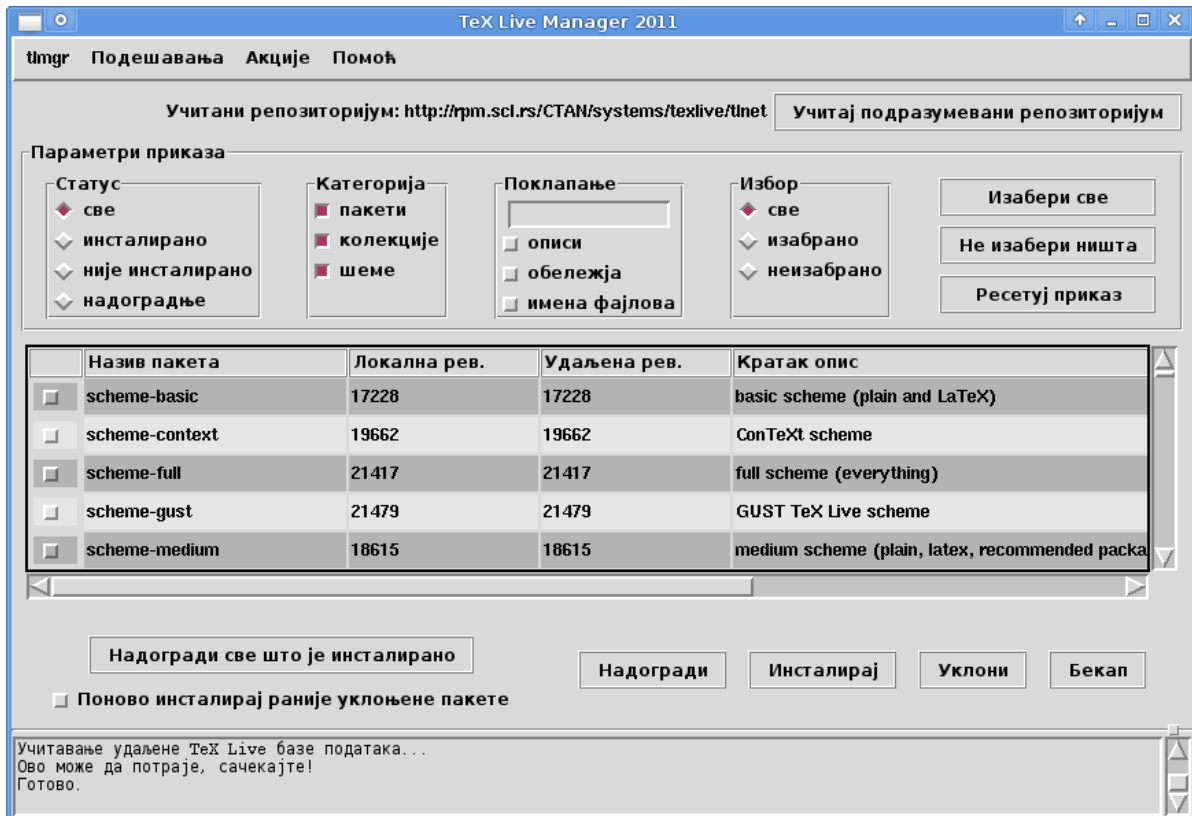 TeX Live Manager 2011
tlmgr Подешавања Акције Помоћ
Учитани репозиторијум: http://rpm.scl.rs/CTAN/systems/texlive/tlnet Учитај подразумевани репозиторијум
Параметри приказа
Статус Категорија Поклапање Избор
све пакети све Изабери све
инсталирано колекције описи изабрано Не изабери ништа
није инсталирано шеме обележја неизабрано
надоградње имена фајлова Ресетуј приказ
Назив пакета Локална рев. Удаљена рев. Кратак опис
scheme-basic 17228 17228 basic scheme (plain and LaTeX)
scheme-context 19662 19662 ConTeXt scheme
scheme-full 21417 21417 full scheme (everything)
scheme-gust 21479 21479 GUST TeX Live scheme
scheme-medium 18615 18615 medium scheme (plain, latex, recommended packa
Надогради све што је инсталирано Надогради Инсталирај Уклони Бекап
Поново инсталирај раније уклоњене пакете
Учитавање удаљене TeX Live базе података...
Ово може да потраје, сачекајте!
Готово.